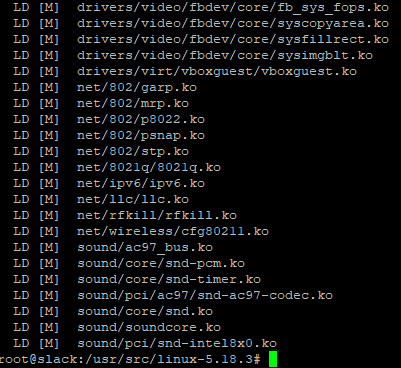 LD [M]  drivers/video/fbdev/core/fb_sys_fops.ko
LD [M]  drivers/video/fbdev/core/syscopyarea.ko
LD [M]  drivers/video/fbdev/core/sysfillrect.ko
LD [M]  drivers/video/fbdev/core/sysimgblt.ko
LD [M]  drivers/virt/vboxguest/vboxguest.ko
LD [M]  net/802/garp.ko
LD [M]  net/802/mrp.ko
LD [M]  net/802/p8022.ko
LD [M]  net/802/psnap.ko
LD [M]  net/802/stp.ko
LD [M]  net/8021q/8021q.ko
LD [M]  net/ipv6/ipv6.ko
LD [M]  net/llc/llc.ko
LD [M]  net/rfkill/rfkill.ko
LD [M]  net/wireless/cfg80211.ko
LD [M]  sound/ac97_bus.ko
LD [M]  sound/core/snd-pcm.ko
LD [M]  sound/core/snd-timer.ko
LD [M]  sound/pci/ac97/snd-ac97-codec.ko
LD [M]  sound/core/snd.ko
LD [M]  sound/soundcore.ko
LD [M]  sound/pci/snd-intel8x0.ko
root@slack:/usr/src/linux-5.18.3#